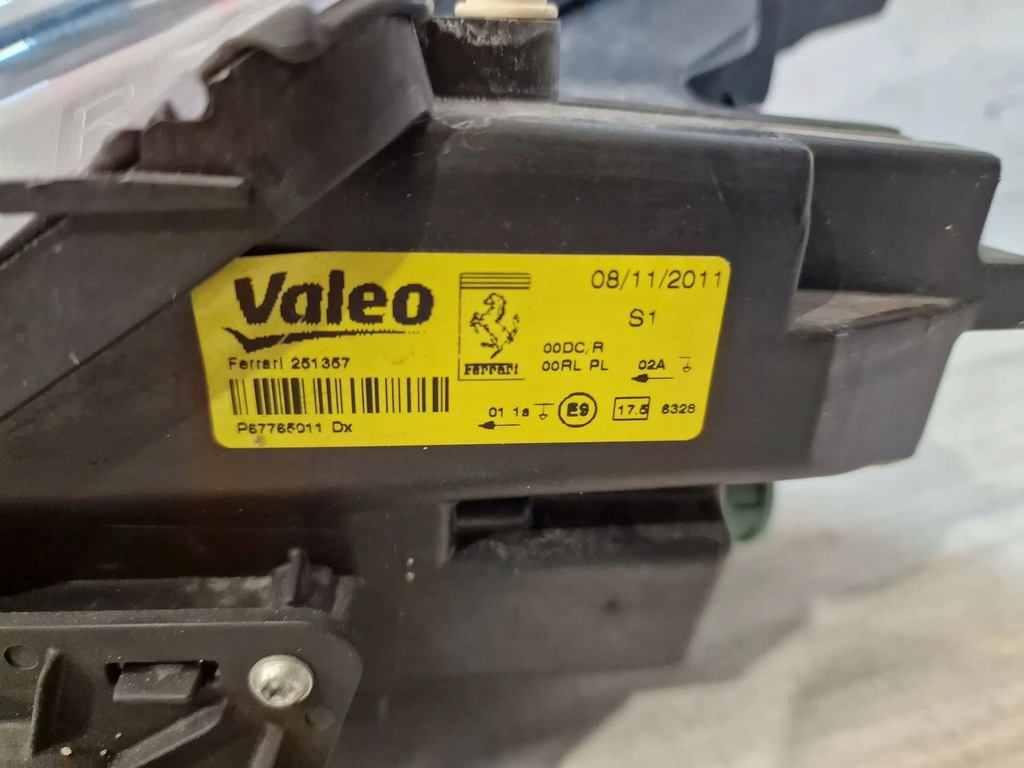 Valeo
Ferrari 251357
P67765011 Dx
Ferrari
08/11/2011
S1
00DC/R
00RL PL 02A
01 1a E9 17.5 6326